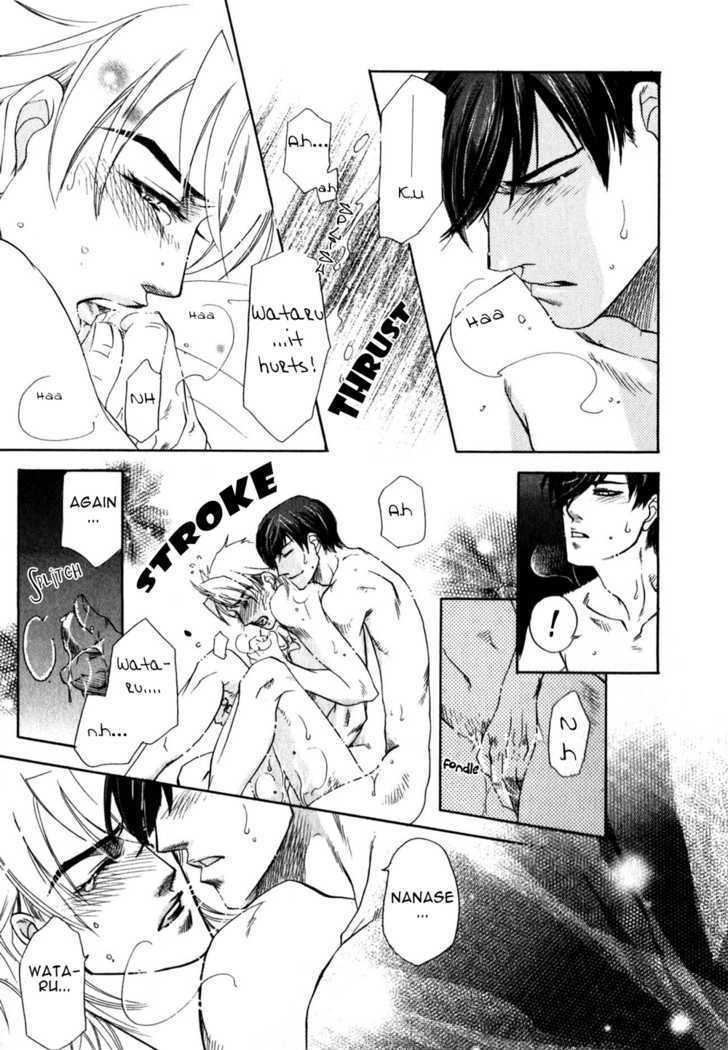 KU
HAA
Ah...
ah
THRUST
WATARU
...it
hurts!
HAA
HAA
NH
!
Ah
STROKE
AGAIN
...
SPLITCH
WATA-
RU....
nh...
Nh
fondle
NANASE
...
WATA-
RU...